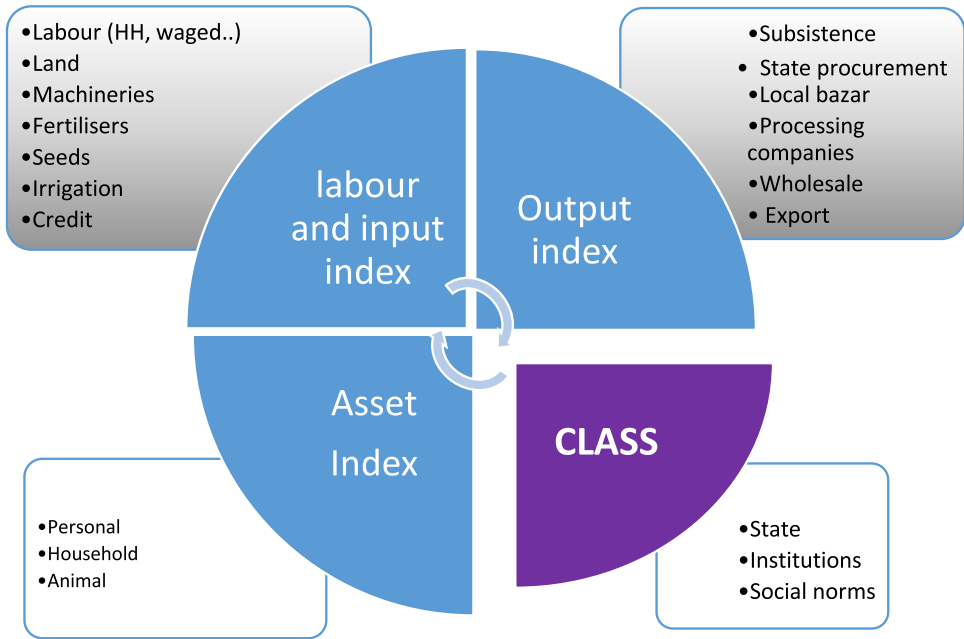 •Labour (HH, waged..)
•Land
•Machineries
•Fertilisers
•Seeds
•Irrigation
•Credit
•Subsistence
• State procurement
•Local bazar
•Processing
companies
•Wholesale
• Export
labour
and input
index
Output
index
Asset
Index
CLASS
•Personal
•Household
•Animal
•State
•Institutions
•Social norms